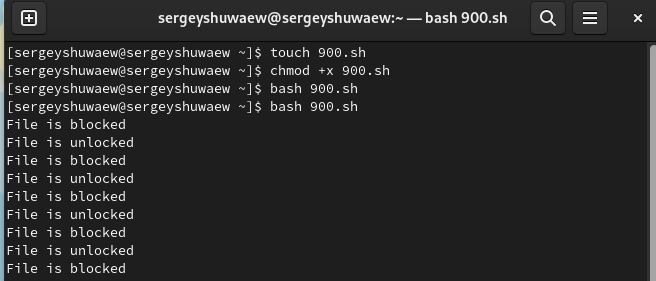 sergeyshuwaew@sergeyshuwaew:~ — bash 900.sh
[sergeyshuwaew@sergeyshuwaew ~]$ touch 900.sh
[sergeyshuwaew@sergeyshuwaew ~]$ chmod +x 900.sh
[sergeyshuwaew@sergeyshuwaew ~]$ bash 900.sh
[sergeyshuwaew@sergeyshuwaew ~]$ bash 900.sh
File is blocked
File is unlocked
File is blocked
File is unlocked
File is blocked
File is unlocked
File is blocked
File is unlocked
File is blocked